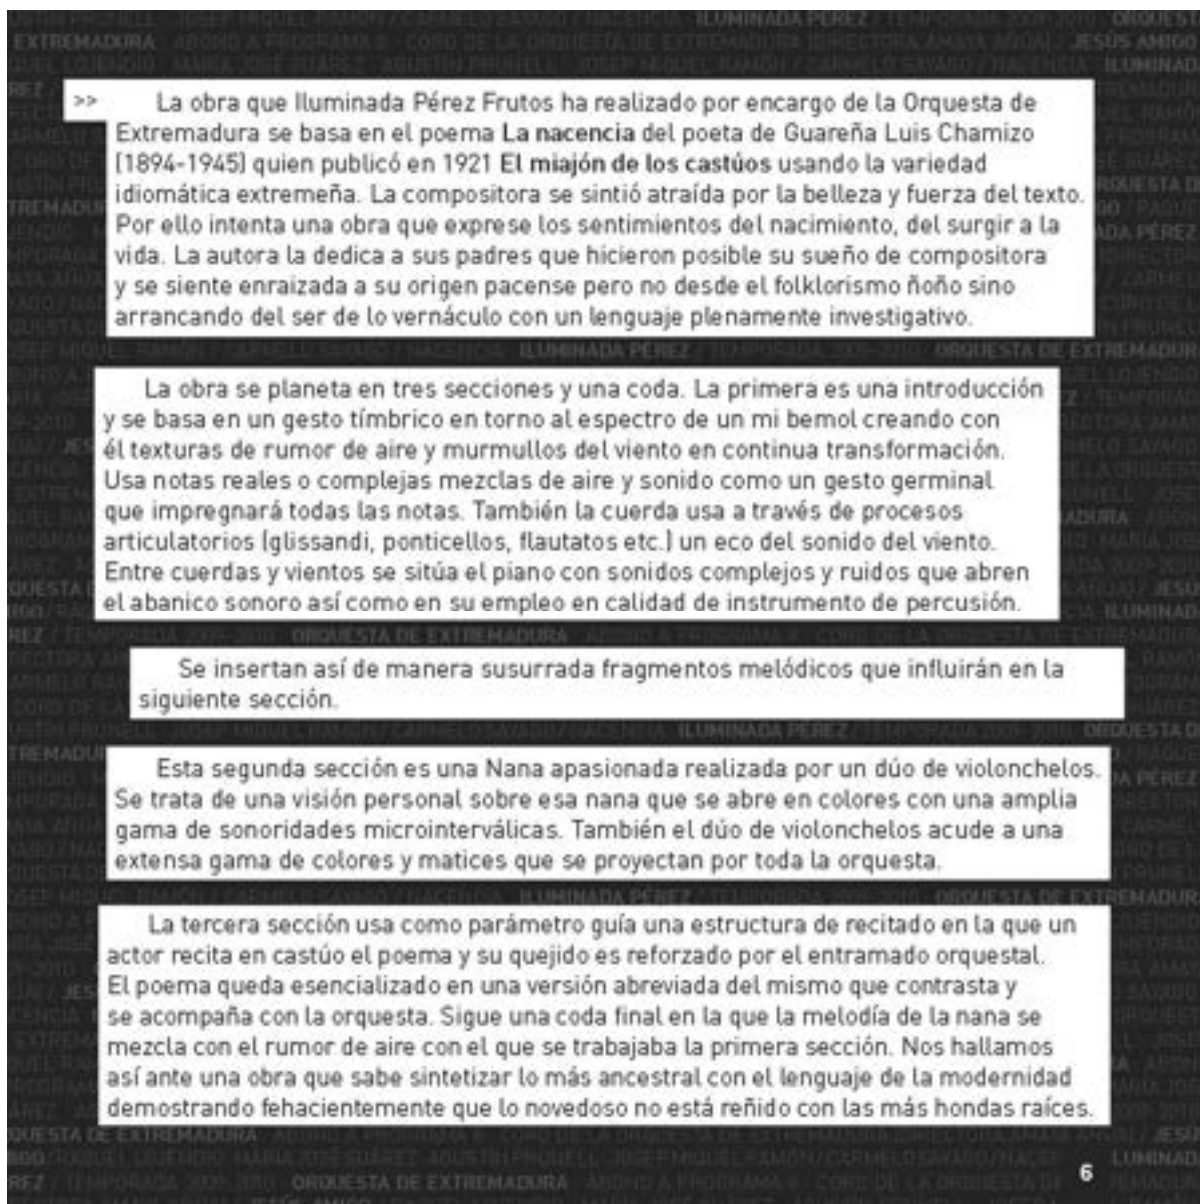 >> La obra que Iluminada Pérez Frutos ha realizado por encargo de la Orquesta de
Extremadura se basa en el poema La nacencia del poeta de Guareña Luis Chamizo
(1894-1945) quien publicó en 1921 El miajón de los castúos usando la variedad
idiomática extremeña. La compositora se sintió atraída por la belleza y fuerza del texto.
Por ello intenta una obra que exprese los sentimientos del nacimiento, del surgir a la
vida. La autora la dedica a sus padres que hicieron posible su sueño de compositora
y se siente enraizada a su origen pacense pero no desde el folklorismo ñoño sino
arrancando del ser de lo vernáculo con un lenguaje plenamente investigativo.
La obra se planeta en tres secciones y una coda. La primera es una introducción
y se basa en un gesto tímbrico en torno al espectro de un mi bemol creando con
él texturas de rumor de aire y murmullos del viento en continua transformación.
Usa notas reales o complejas mezclas de aire y sonido como un gesto germinal
que impregnará todas las notas. También la cuerda usa a través de procesos
articulatorios (glissandi, ponticellos, flautatos etc.) un eco del sonido del viento.
Entre cuerdas y vientos se sitúa el piano con sonidos complejos y ruidos que abren
el abanico sonoro así como en su empleo en calidad de instrumento de percusión.
Se insertan así de manera susurrada fragmentos melódicos que influirán en la
siguiente sección.
Esta segunda sección es una Nana apasionada realizada por un dúo de violonchelos.
Se trata de una visión personal sobre esa nana que se abre en colores con una amplia
gama de sonoridades microinterválicas. También el dúo de violonchelos acude a una
extensa gama de colores y matices que se proyectan por toda la orquesta.
La tercera sección usa como parámetro guía una estructura de recitado en la que un
actor recita en castúo el poema y su quejido es reforzado por el entramado orquestal.
El poema queda esencializado en una versión abreviada del mismo que contrasta y
se acompaña con la orquesta. Sigue una coda final en la que la melodía de la nana se
mezcla con el rumor de aire con el que se trabajaba la primera sección. Nos hallamos
así ante una obra que sabe sintetizar lo más ancestral con el lenguaje de la modernidad
demostrando fehacientemente que lo novedoso no está reñido con las más hondas raíces.
6